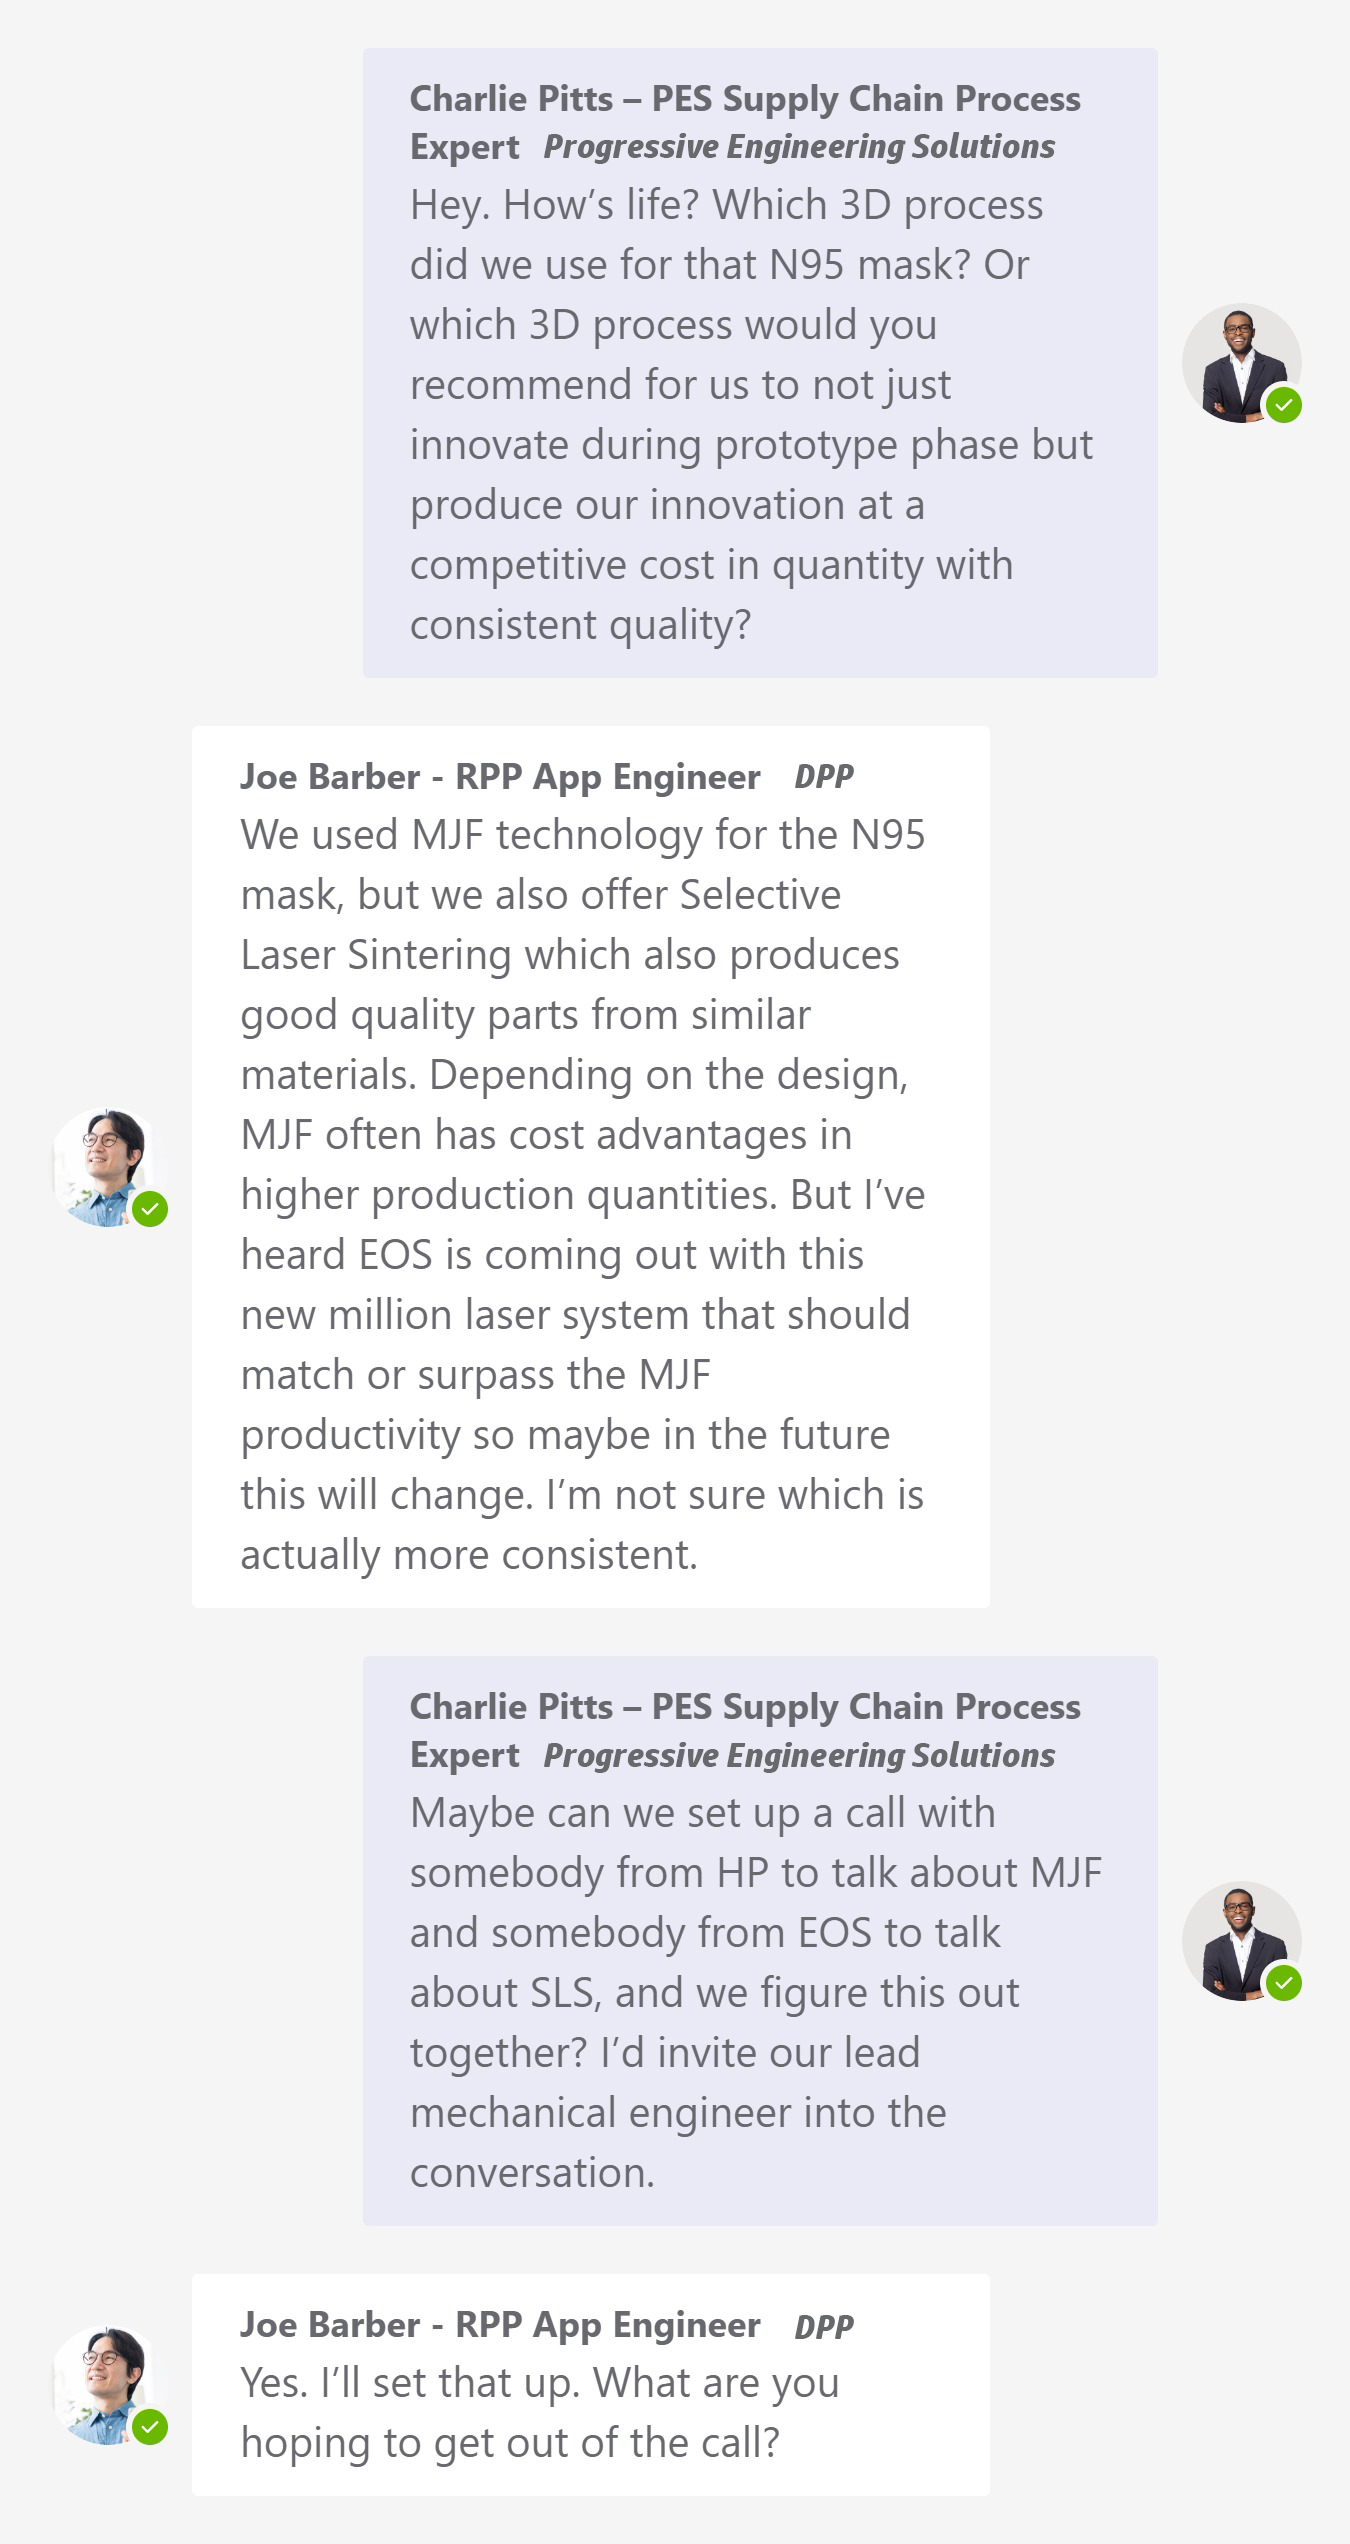 Charlie Pitts – PES Supply Chain Process
Expert Progressive Engineering Solutions
Hey. How’s life? Which 3D process
did we use for that N95 mask? Or
which 3D process would you
recommend for us to not just
innovate during prototype phase but
produce our innovation at a
competitive cost in quantity with
consistent quality?
Joe Barber - RPP App Engineer DPP
We used MJF technology for the N95
mask, but we also offer Selective
Laser Sintering which also produces
good quality parts from similar
materials. Depending on the design,
MJF often has cost advantages in
higher production quantities. But I’ve
heard EOS is coming out with this
new million laser system that should
match or surpass the MJF
productivity so maybe in the future
this will change. I’m not sure which is
actually more consistent.
Charlie Pitts – PES Supply Chain Process
Expert Progressive Engineering Solutions
Maybe can we set up a call with
somebody from HP to talk about MJF
and somebody from EOS to talk
about SLS, and we figure this out
together? I’d invite our lead
mechanical engineer into the
conversation.
Joe Barber - RPP App Engineer DPP
Yes. I’ll set that up. What are you
hoping to get out of the call?